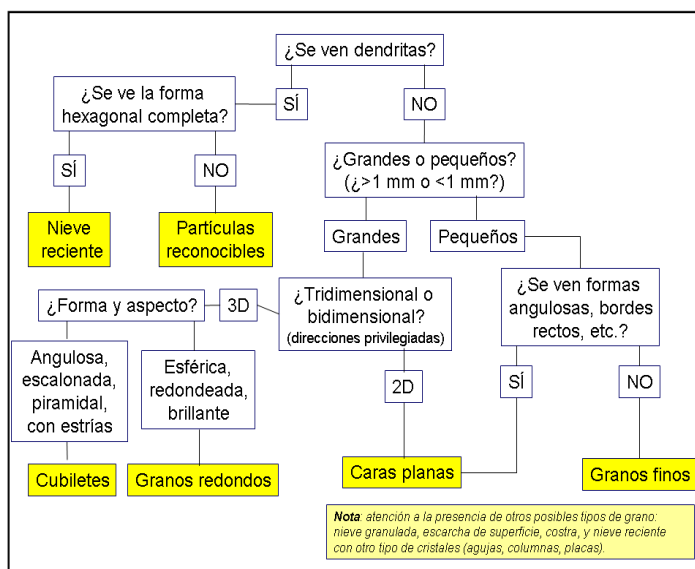 ¿Se ven dendritas?
¿Se ve la forma
hexagonal completa?
SÍ
NO
SÍ
NO
¿Grandes o pequeños?
(¿>1 mm o <1 mm?)
Nieve
reciente
Partículas
reconocibles
Grandes
Pequeños
¿Forma y aspecto?
3D
¿Tridimensional o
bidimensional?
(direcciones privilegiadas)
¿Se ven formas
angulosas, bordes
rectos, etc.?
Angulosa,
escalonada,
piramidal,
con estrías
Esférica,
redondeada,
brillante
2D
SÍ
NO
Cubiletes
Granos redondos
Caras planas
Granos finos
Nota: atención a la presencia de otros posibles tipos de grano:
nieve granulada, escarcha de superficie, costra, y nieve reciente
con otro tipo de cristales (agujas, columnas, placas).